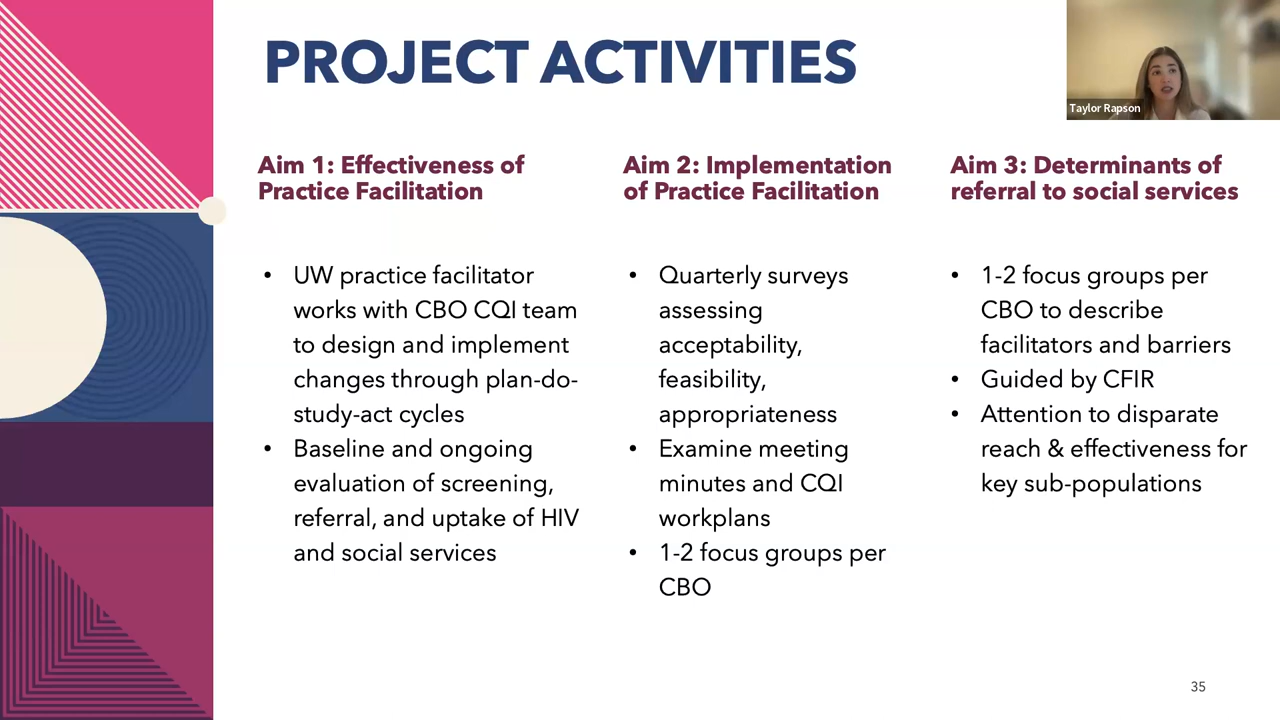 PROJECT ACTIVITIES
Taylor Rapson
Aim 1: Effectiveness of
Practice Facilitation
• UW practice facilitator
works with CBO CQI team
to design and implement
changes through plan-do-
study-act cycles
• Baseline and ongoing
evaluation of screening,
referral, and uptake of HIV
and social services
Aim 2: Implementation
of Practice Facilitation
• Quarterly surveys
assessing
acceptability,
feasibility,
appropriateness
• Examine meeting
minutes and CQI
workplans
• 1-2 focus groups per
CBO
Aim 3: Determinants of
referral to social services
• 1-2 focus groups per
CBO to describe
facilitators and barriers
• Guided by CFIR
• Attention to disparate
reach & effectiveness for
key sub-populations
35